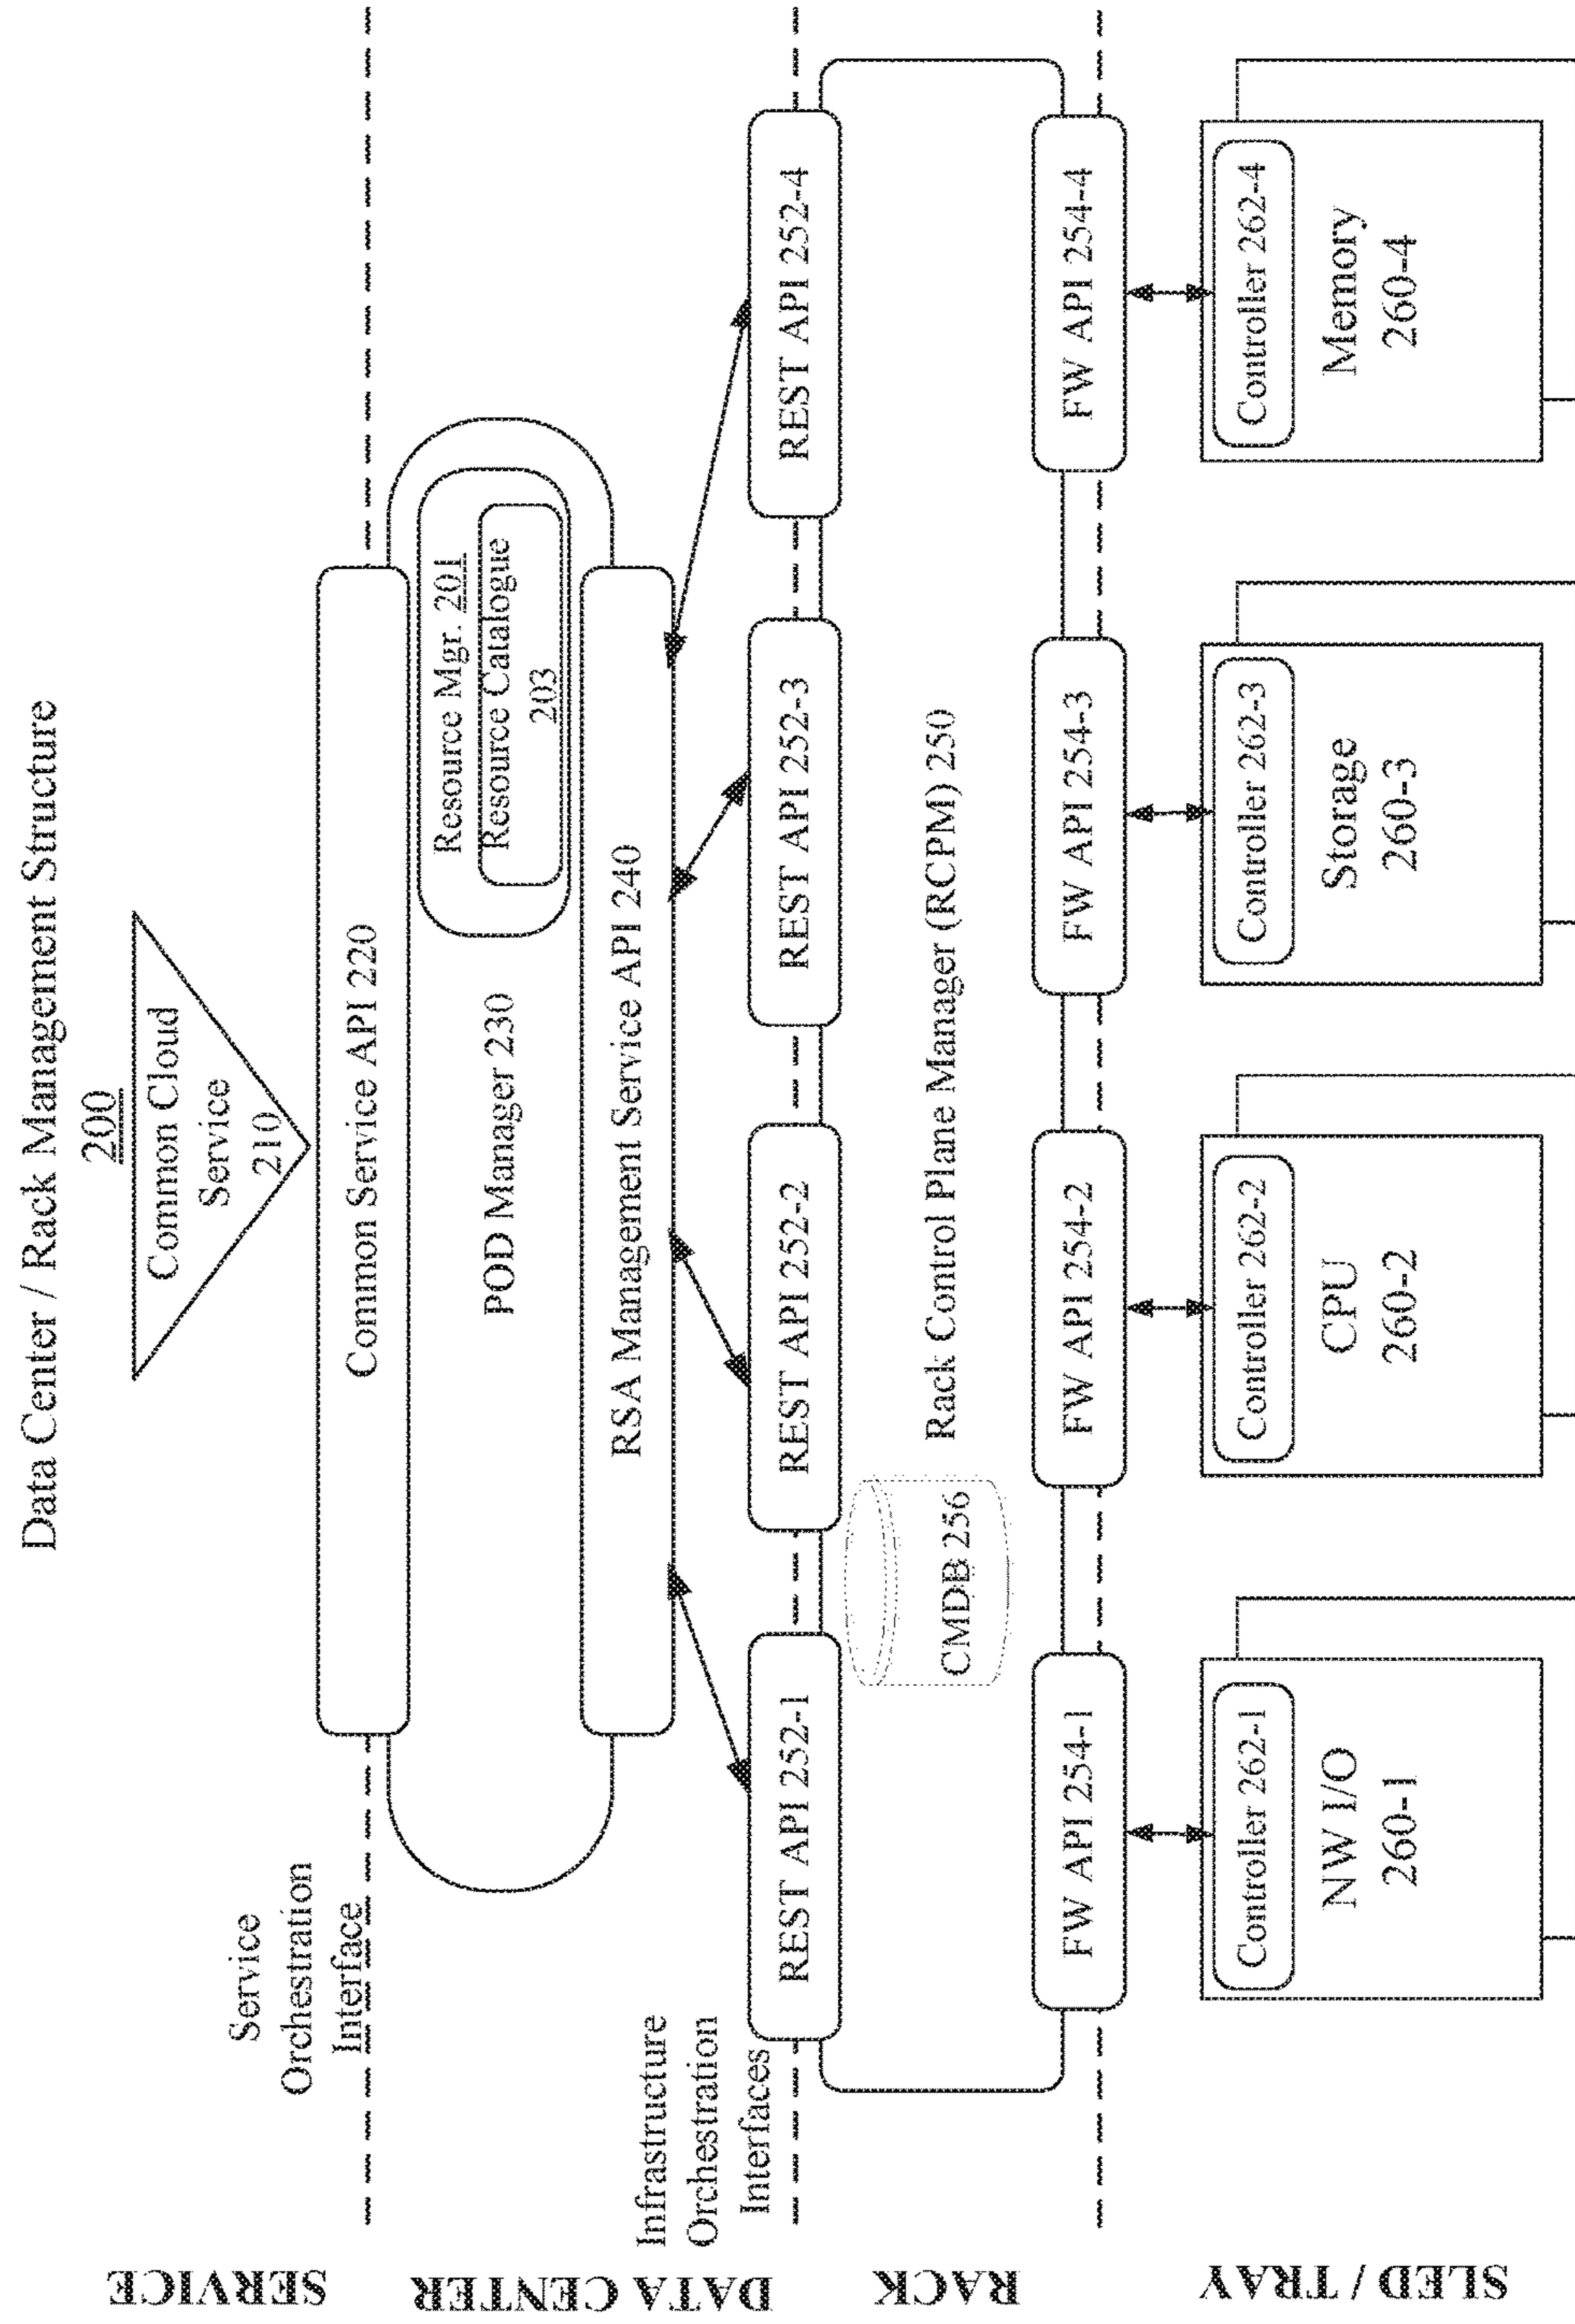 Data Center / Rack Management Structure
200
SERVICE
Common Cloud
Service
210
Service
Orchestration
Interface
Common Service API 220
DATA CENTER
POD Manager 230
Resource Mgr. 201
Resource Catalogue
203
RSA Management Service API 240
Infrastructure
Orchestration
Interfaces
REST API 252-1
REST API 252-2
REST API 252-3
REST API 252-4
RACK
CMDB 256
Rack Control Plane Manager (RCPM) 250
FW API 254-1
FW API 254-2
FW API 254-3
FW API 254-4
SLED / TRAY
Controller 262-1
Controller 262-2
Controller 262-3
Controller 262-4
NW I/O
260-1
CPU
260-2
Storage
260-3
Memory
260-4